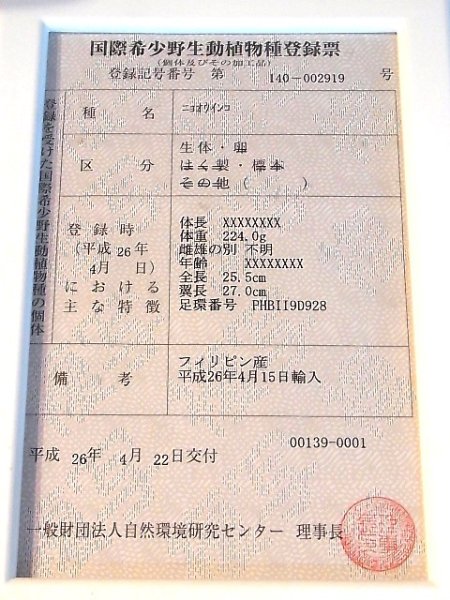 国際希少野生動植物種登録票
(個体及びその加工品)
登録記号番号 第 140-002919 号
登録を受けた国際希少野生動植物種の個体
種 名 ニョオウインコ
区 分
生体・卵
はく製・標本
その他( )
登録時
(平成 26年
4月 日)
における
主な特徴
体長 XXXXXXXX
体重 224.0g
雌雄の別 不明
年齢 XXXXXXXX
全長 25.5cm
翼長 27.0cm
足環番号 PHBII9D928
備 考
フィリピン産
平成26年4月15日輸入
00139-0001
平成 26年 4月 22日交付
一般財団法人自然環境研究センター 理事長